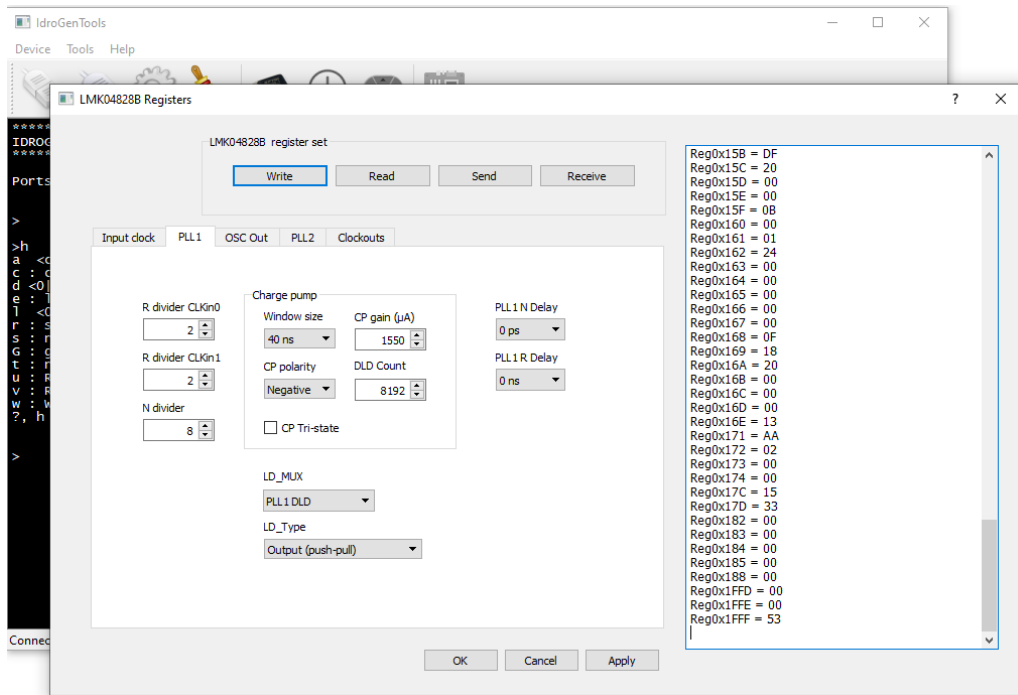 IdroGenTools
Device Tools Help
LMK04828B Registers
?
*****
IDROG
*****
Ports
>
>h
a <c
c : c
d <0|
e : l
l <0
r : s
s : r
G : g
t : r
u : R
v : R
w : W
?, h
>
Connec
LMK04828B register set
Write Read Send Receive
Input clock PLL1 OSC Out PLL2 Clockouts
R divider CLKin0
2
R divider CLKin1
2
N divider
8
Charge pump
Window size CP gain (µA)
40 ns 1550
CP polarity DLD Count
Negative 8192
CP Tri-state
PLL1 N Delay
0 ps
PLL1 R Delay
0 ns
LD_MUX
PLL1 DLD
LD_Type
Output (push-pull)
Reg0x15B = DF
Reg0x15C = 20
Reg0x15D = 00
Reg0x15E = 00
Reg0x15F = 0B
Reg0x160 = 00
Reg0x161 = 01
Reg0x162 = 24
Reg0x163 = 00
Reg0x164 = 00
Reg0x165 = 00
Reg0x166 = 00
Reg0x167 = 00
Reg0x168 = 0F
Reg0x169 = 18
Reg0x16A = 20
Reg0x16B = 00
Reg0x16C = 00
Reg0x16D = 00
Reg0x16E = 13
Reg0x171 = AA
Reg0x172 = 02
Reg0x173 = 00
Reg0x174 = 00
Reg0x17C = 15
Reg0x17D = 33
Reg0x182 = 00
Reg0x183 = 00
Reg0x184 = 00
Reg0x185 = 00
Reg0x188 = 00
Reg0x1FFD = 00
Reg0x1FFE = 00
Reg0x1FFF = 53
OK Cancel Apply